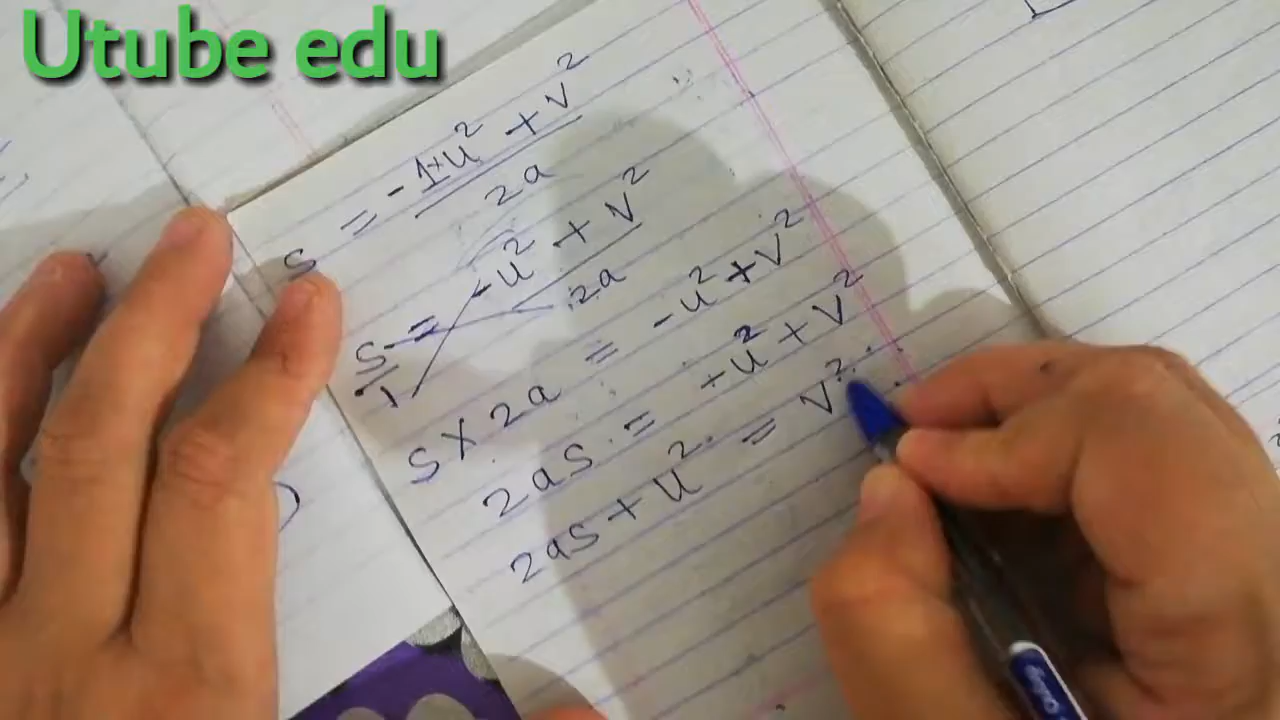 Utube edu
S = -1×u² + v² / 2a
S/1 = -u² + v² / 2a
S × 2a = -u² + v²
2as = -u² + v²
2as + u² = v²